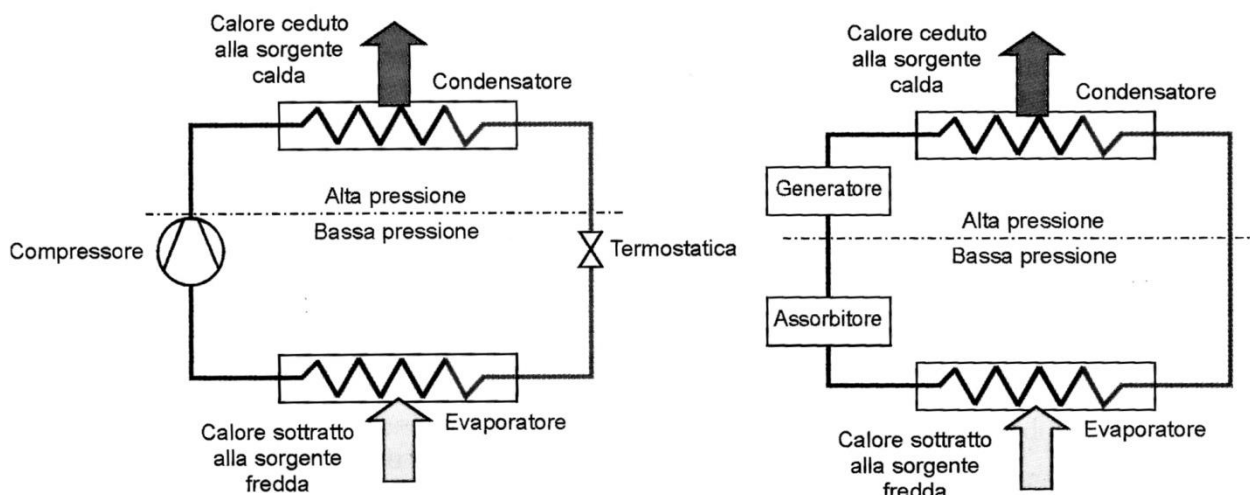 Calore ceduto
alla sorgente
calda
Condensatore
Alta pressione
Bassa pressione
Compressore
Termostatica
Evaporatore
Calore sottratto
alla sorgente
fredda
Calore ceduto
alla sorgente
calda
Condensatore
Generatore
Alta pressione
Bassa pressione
Assorbitore
Evaporatore
Calore sottratto
alla sorgente
fredda